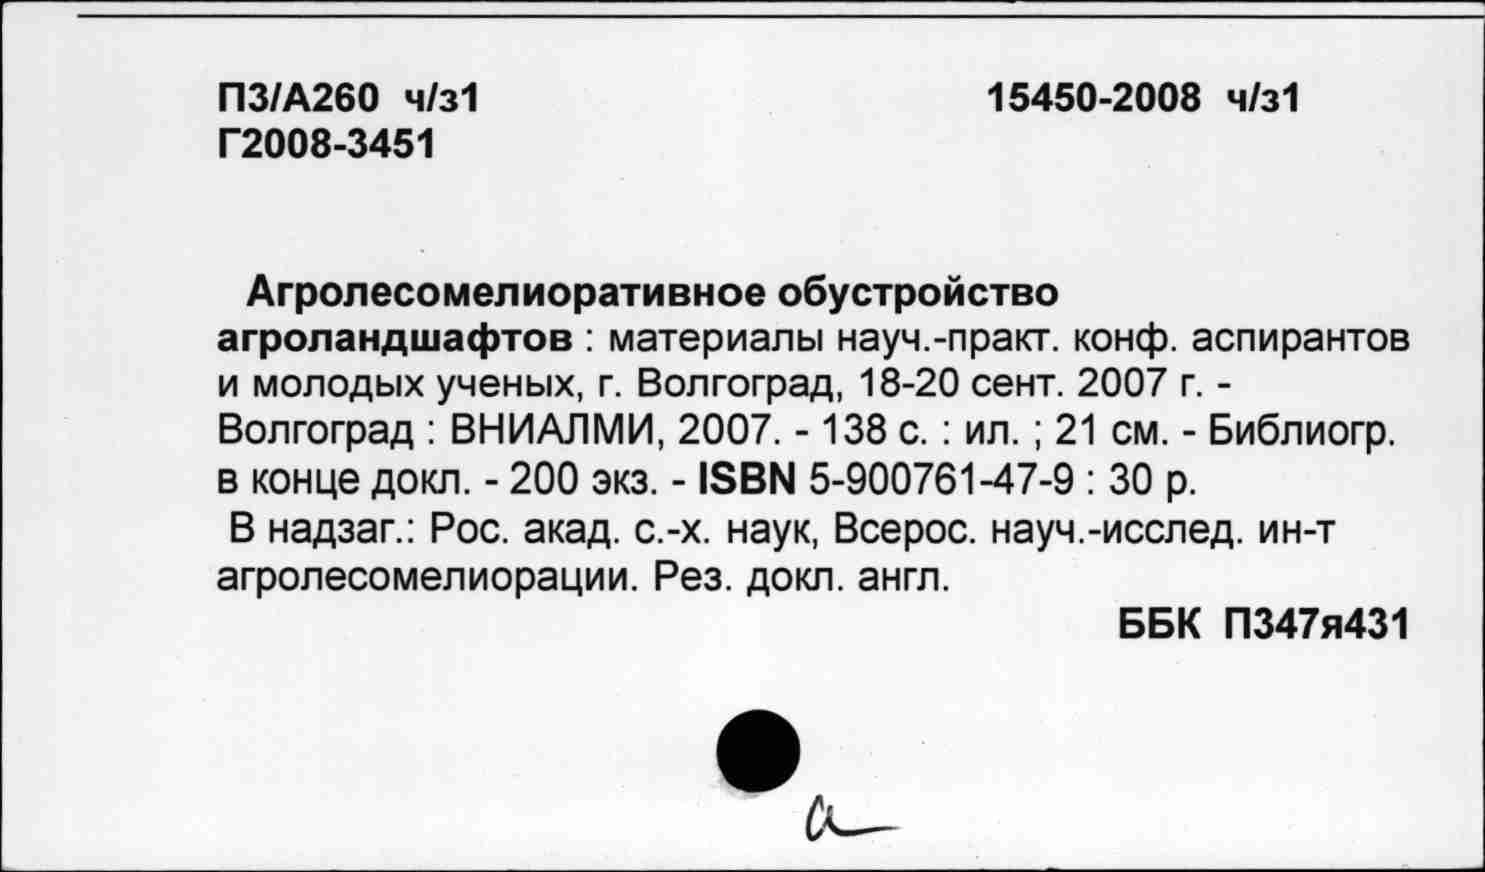 П3/А260 ч/з1
15450-2008 ч/з1
Г2008-3451
Агролесомелиоративное обустройство
агроландшафтов : материалы науч.-практ. конф. аспирантов
и молодых ученых, г. Волгоград, 18-20 сент. 2007 г. -
Волгоград : ВНИАЛМИ, 2007. - 138 с. : ил. ; 21 см. - Библиогр.
в конце докл. - 200 экз. - ISBN 5-900761-47-9 : 30 р.
В надзаг.: Рос. акад. с.-х. наук, Всерос. науч.-исслед. ин-т
агролесомелиорации. Рез. докл. англ.
ББК П347я431
а